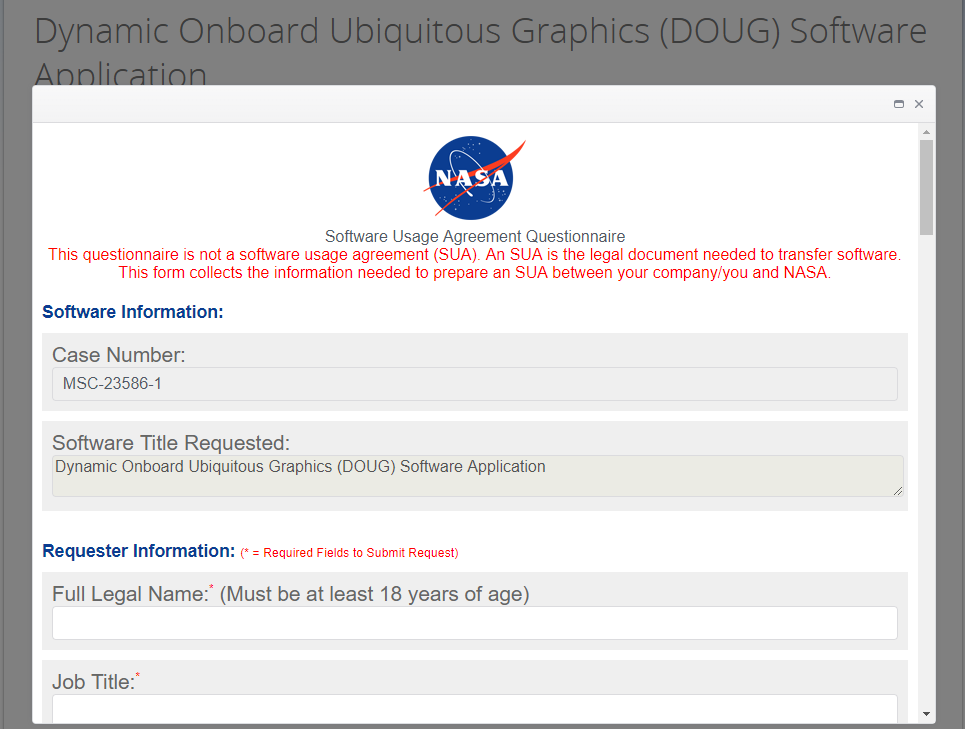 Dynamic Onboard Ubiquitous Graphics (DOUG) Software
Application
NASA
Software Usage Agreement Questionnaire
This questionnaire is not a software usage agreement (SUA). An SUA is the legal document needed to transfer software.
This form collects the information needed to prepare an SUA between your company/you and NASA.
Software Information:
Case Number:
MSC-23586-1
Software Title Requested:
Dynamic Onboard Ubiquitous Graphics (DOUG) Software Application
Requester Information: (* = Required Fields to Submit Request)
Full Legal Name:* (Must be at least 18 years of age)
Job Title:*